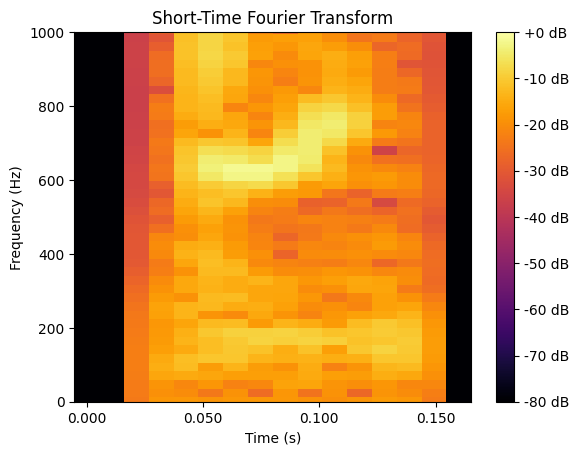 Short-Time Fourier Transform
1000
800
600
400
200
0
Frequency (Hz)
0.000
0.050
0.100
0.150
Time (s)
+0 dB
-10 dB
-20 dB
-30 dB
-40 dB
-50 dB
-60 dB
-70 dB
-80 dB